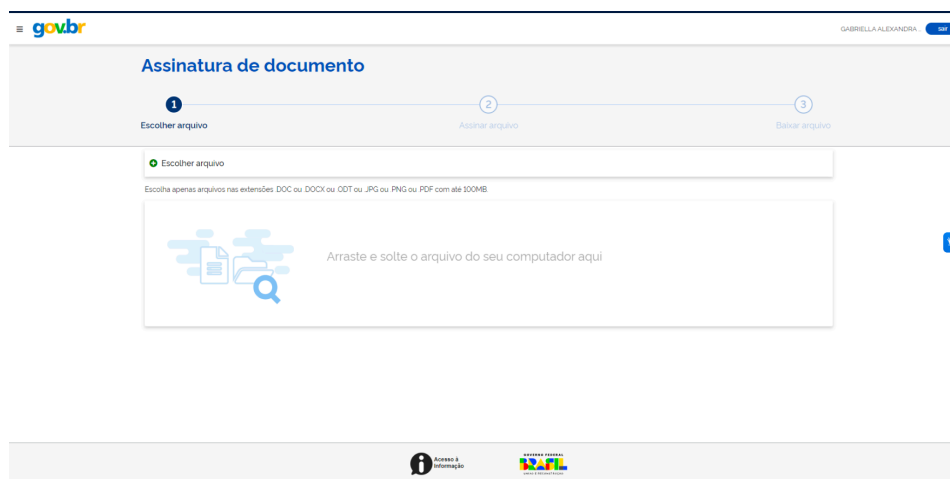 gov.br
GABRIELLA ALEXANDRA...
sair
Assinatura de documento
1
2
3
Escolher arquivo
Assinar arquivo
Baixar arquivo
Escolher arquivo
Escolha apenas arquivos nas extensões .DOC ou .DOCX ou .ODT ou .JPG ou .PNG ou .PDF com até 100MB.
Arraste e solte o arquivo do seu computador aqui
Acesso à
Informação
GOVERNO FEDERAL
BRASIL
UNIÃO E RECONSTRUÇÃO